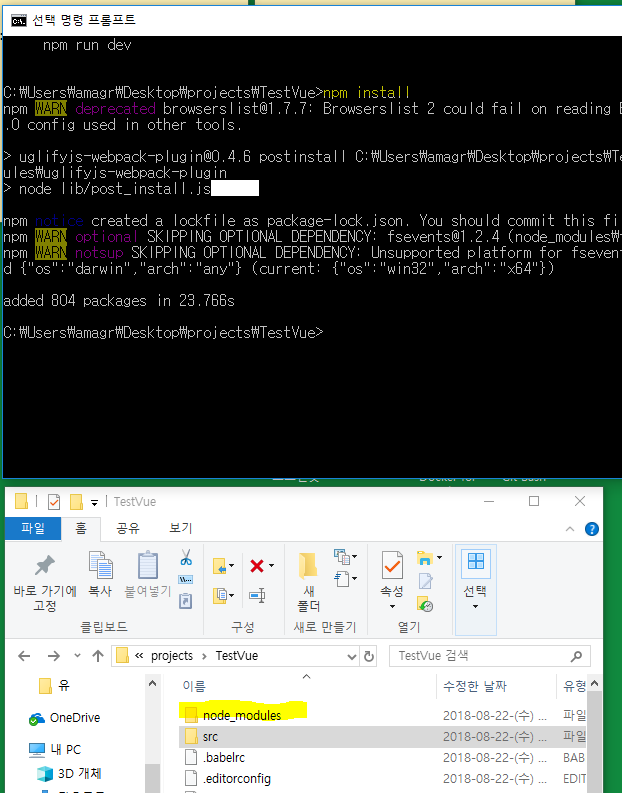 선택 명령 프롬프트
npm run dev
C:₩Users₩amagr₩Desktop₩projects₩TestVue>npm install
npm WARN deprecated browserslist@1.7.7: Browserslist 2 could fail on reading
.0 config used in other tools.
> uglifyjs-webpack-plugin@0.4.6 postinstall C:₩Users₩amagr₩Desktop₩projects₩Te
ules₩uglifyjs-webpack-plugin
> node lib/post_install.js
npm notice created a lockfile as package-lock.json. You should commit this fi
npm WARN optional SKIPPING OPTIONAL DEPENDENCY: fsevents@1.2.4 (node_modules₩
npm WARN notsup SKIPPING OPTIONAL DEPENDENCY: Unsupported platform for fsevent
d {"os":"darwin","arch":"any"} (current: {"os":"win32","arch":"x64"})
added 804 packages in 23.766s
C:₩Users₩amagr₩Desktop₩projects₩TestVue>
TestVue
파일 홈 공유 보기
바로 가기에 고정
복사
붙여넣기
클립보드
구성
새 폴더
새로 만들기
속성
열기
선택
« projects › TestVue
TestVue 검색
이름 수정한 날짜 유형
유
OneDrive
내 PC
3D 개체
node_modules 2018-08-22-(수) ... 파일
src 2018-08-22-(수) ... 파일
.babelrc 2018-08-22-(수) ... BAB
.editorconfig 2018-08-22-(수) ... EDIT